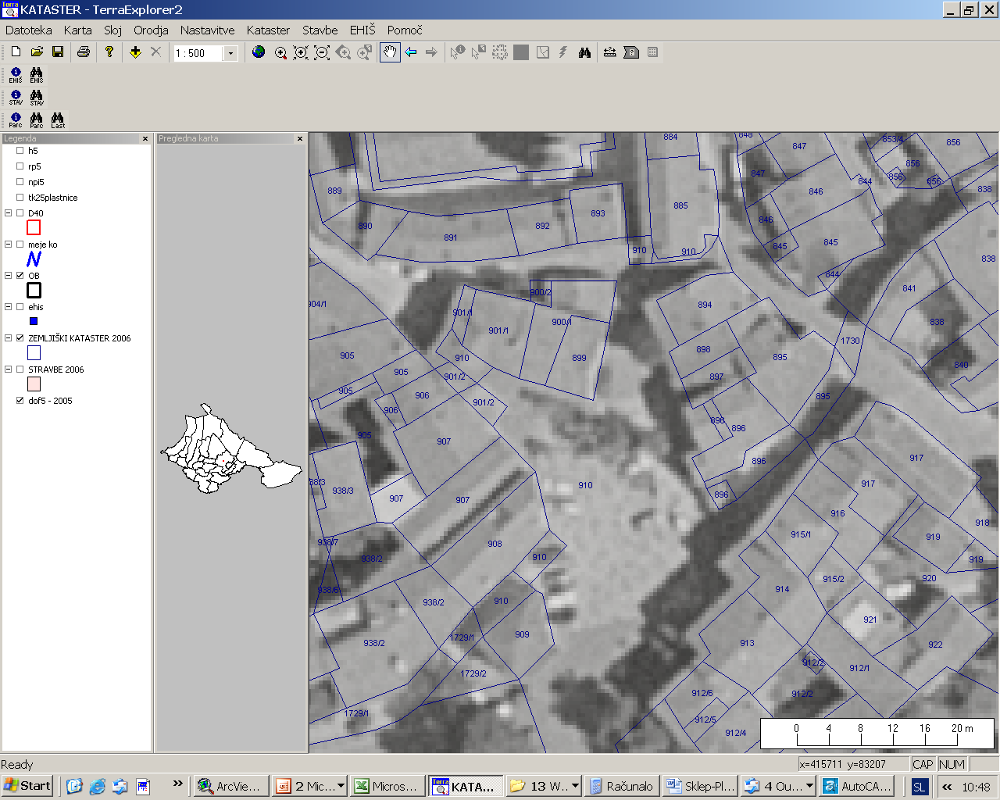 KATASTER - TerraExplorer2
Datoteka Karta Sloj Orodja Nastavitve Kataster Stavbe EHIŠ Pomoč
1 : 500
EHIS EHIS
STAV STAV
Parc Parc Last
Legenda
h5
rp5
npi5
tk25plastnice
D40
meje ko
OB
ehis
ZEMLJIŠKI KATASTER 2006
STRAVBE 2006
dof5 - 2005
Pregledna karta
884 848 847 853/4 856
889 847 856
856 856
844 838
885 846
893
890 892 846
891
845 845
910 910 838
844
900/2 841
904/1 894
901/1 900/1
901/1 838
1730
898
905 910 899 895 840
905 901/2 897
905 906 895
906 901/2
896 896
905 907 917
896
938/3 910 917
938/3 907 907 896
916 918
915/1 919
938/7 908
938/2 910 919
915/2 920
938/6 914
938/2 910
921
1729/1 909
938/2 913 922
912/2 912/1
1729/2
912/6 912/2
1729/1 912/5
912/4
0 4 8 12 16 20 m
Ready x=415711 y=83207 CAP NUM
Start ArcVie... 2 Mic... Micros... KATA... 13 W... Računalo Sklep-Pl... 4 Ou... AutoCA... SL 10:48